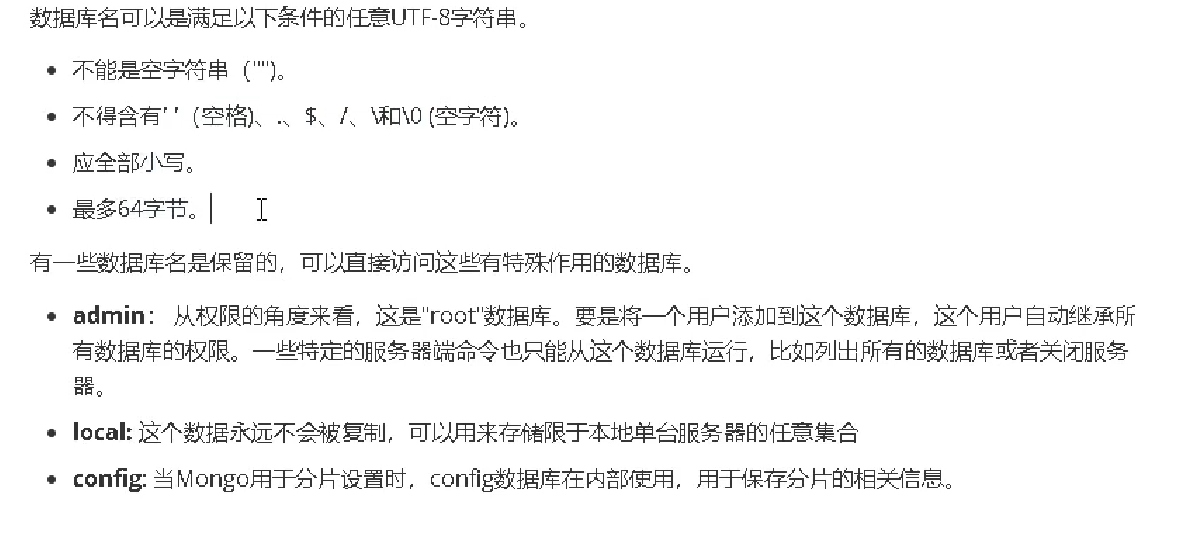 数据库名可以是满足以下条件的任意UTF-8字符串。
• 不能是空字符串（"")。
• 不得含有' '（空格)、.、$、/、\和\0 (空字符)。
• 应全部小写。
• 最多64字节。
有一些数据库名是保留的，可以直接访问这些有特殊作用的数据库。
• admin： 从权限的角度来看，这是"root"数据库。要是将一个用户添加到这个数据库，这个用户自动继承所
有数据库的权限。一些特定的服务器端命令也只能从这个数据库运行，比如列出所有的数据库或者关闭服务
器。
• local: 这个数据永远不会被复制，可以用来存储限于本地单台服务器的任意集合
• config: 当Mongo用于分片设置时，config数据库在内部使用，用于保存分片的相关信息。